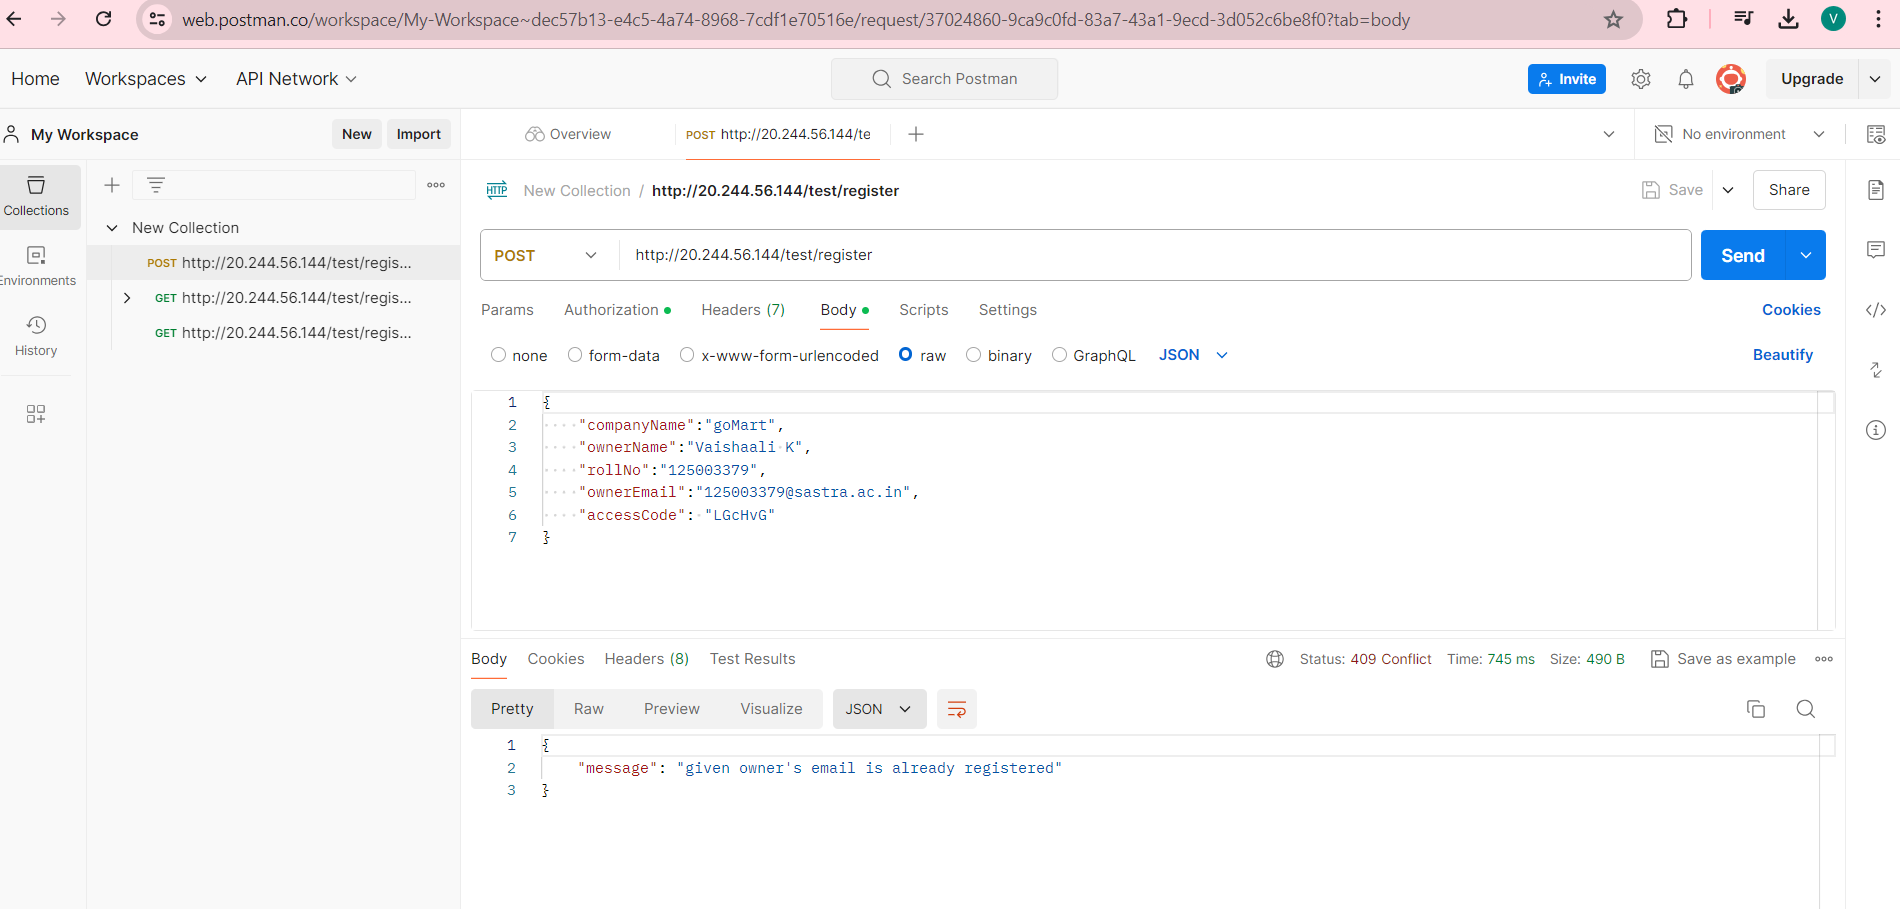 web.postman.co/workspace/My-Workspace~dec57b13-e4c5-4a74-8968-7cdf1e70516e/request/37024860-9ca9c0fd-83a7-43a1-9ecd-3d052c6be8f0?tab=body
V
Home Workspaces API Network Search Postman Invite Upgrade
My Workspace New Import Overview POST http://20.244.56.144/te No environment
HTTP New Collection / http://20.244.56.144/test/register Save Share
Collections
Environments
History
New Collection
POST http://20.244.56.144/test/regis...
GET http://20.244.56.144/test/regis...
GET http://20.244.56.144/test/regis...
POST http://20.244.56.144/test/register Send
Params Authorization Headers (7) Body Scripts Settings Cookies
none form-data x-www-form-urlencoded raw binary GraphQL JSON Beautify
1 {
2 "companyName":"goMart",
3 "ownerName":"Vaishaali K",
4 "rollNo":"125003379",
5 "ownerEmail":"125003379@sastra.ac.in",
6 "accessCode": "LGcHvG"
7 }
Body Cookies Headers (8) Test Results Status: 409 Conflict Time: 745 ms Size: 490 B Save as example
Pretty Raw Preview Visualize JSON
1 {
2 "message": "given owner's email is already registered"
3 }